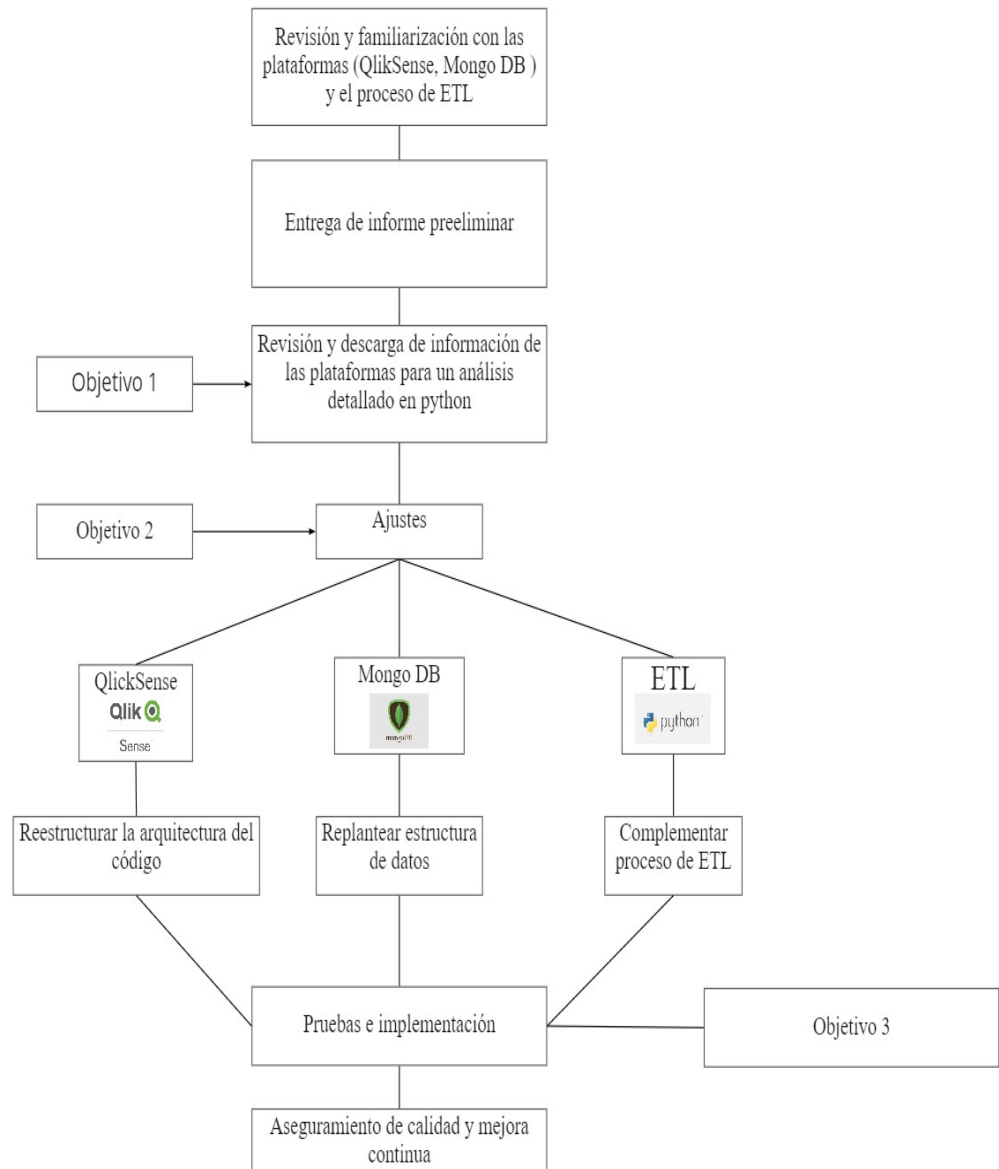 Revisión y familiarización con las
plataformas (QlikSense, Mongo DB )
y el proceso de ETL
Entrega de informe preeliminar
Revisión y descarga de información de
las plataformas para un análisis
detallado en python
Objetivo 1
Objetivo 2
Ajustes
QlickSense
Qlik
Sense
Mongo DB
mongoDB
ETL
python
Reestructurar la arquitectura del
código
Replantear estructura
de datos
Complementar
proceso de ETL
Pruebas e implementación
Objetivo 3
Aseguramiento de calidad y mejora
continua